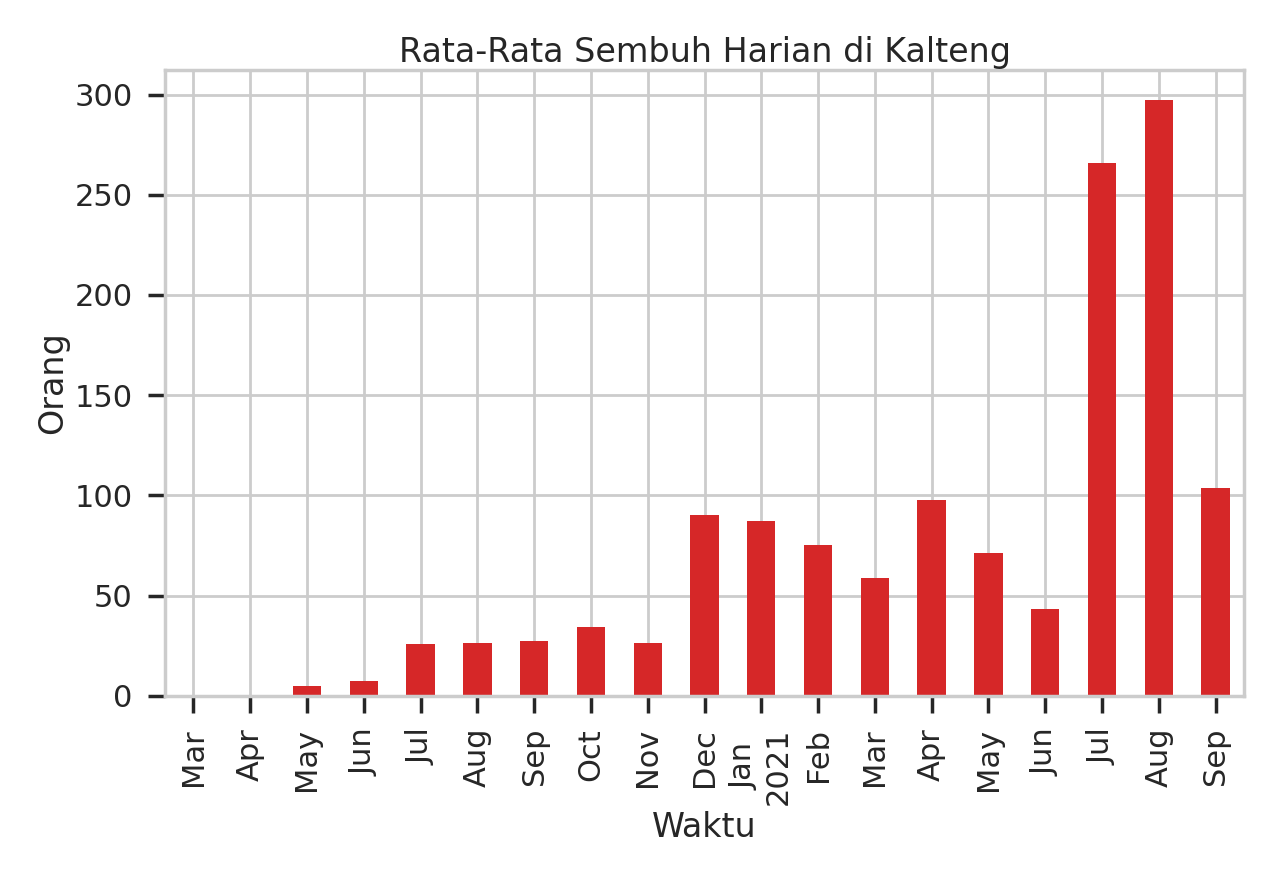 Rata-Rata Sembuh Harian di Kalteng
300
250
200
150
100
50
0
Orang
Mar
Apr
May
Jun
Jul
Aug
Sep
Oct
Nov
Dec
Jan
2021
Feb
Mar
Apr
May
Jun
Jul
Aug
Sep
Waktu